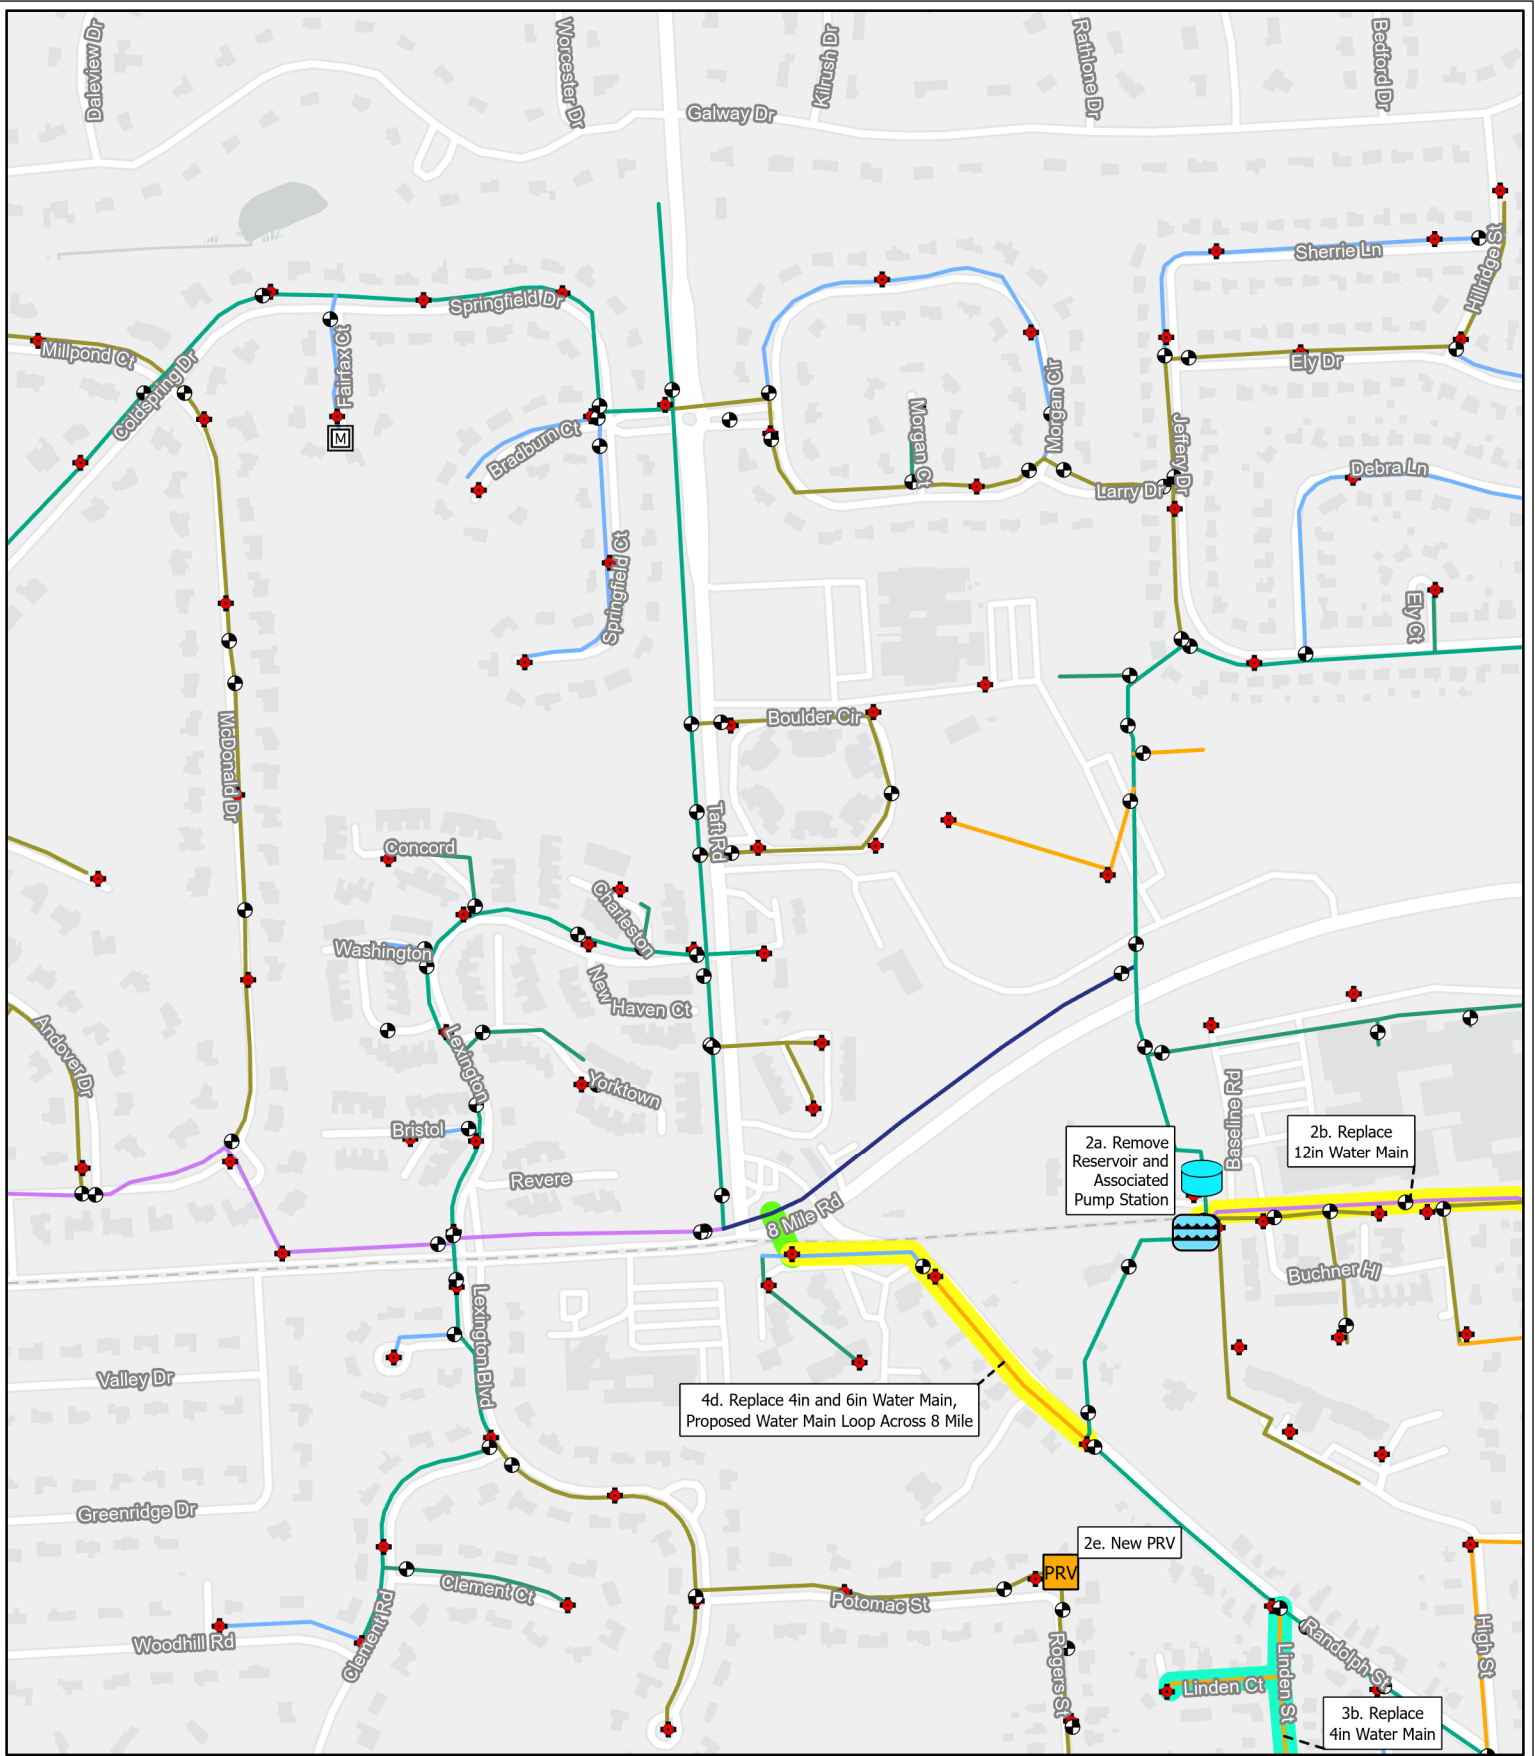 Daleview Dr
Worcester Dr
Kilrush Dr
Rathlone Dr
Bedford Dr
Galway Dr
Sherrie Ln
Hillridge St
Springfield Dr
Millpond Ct
Fairfax Ct
Coldspring Dr
M
Bradburn Ct
Morgan Ct
Morgan Cir
Ely Dr
Jeffery Dr
Larry Dr
Debra Ln
Springfield Ct
Ely Ct
McDonald Dr
Boulder Cir
Taft Rd
Concord
Charleston
Washington
New Haven Ct
Andover Dr
Lexington
Yorktown
Bristol
Revere
8 Mile Rd
Baseline Rd
2a. Remove
Reservoir and
Associated
Pump Station
2b. Replace
12in Water Main
Buchner Hl
Lexington Blvd
Valley Dr
4d. Replace 4in and 6in Water Main,
Proposed Water Main Loop Across 8 Mile
Greenridge Dr
2e. New PRV
PRV
Clement Ct
Potomac St
Woodhill Rd
Clement Rd
Rogers St
Linden Ct
Linden St
Randolph St
High St
3b. Replace
4in Water Main